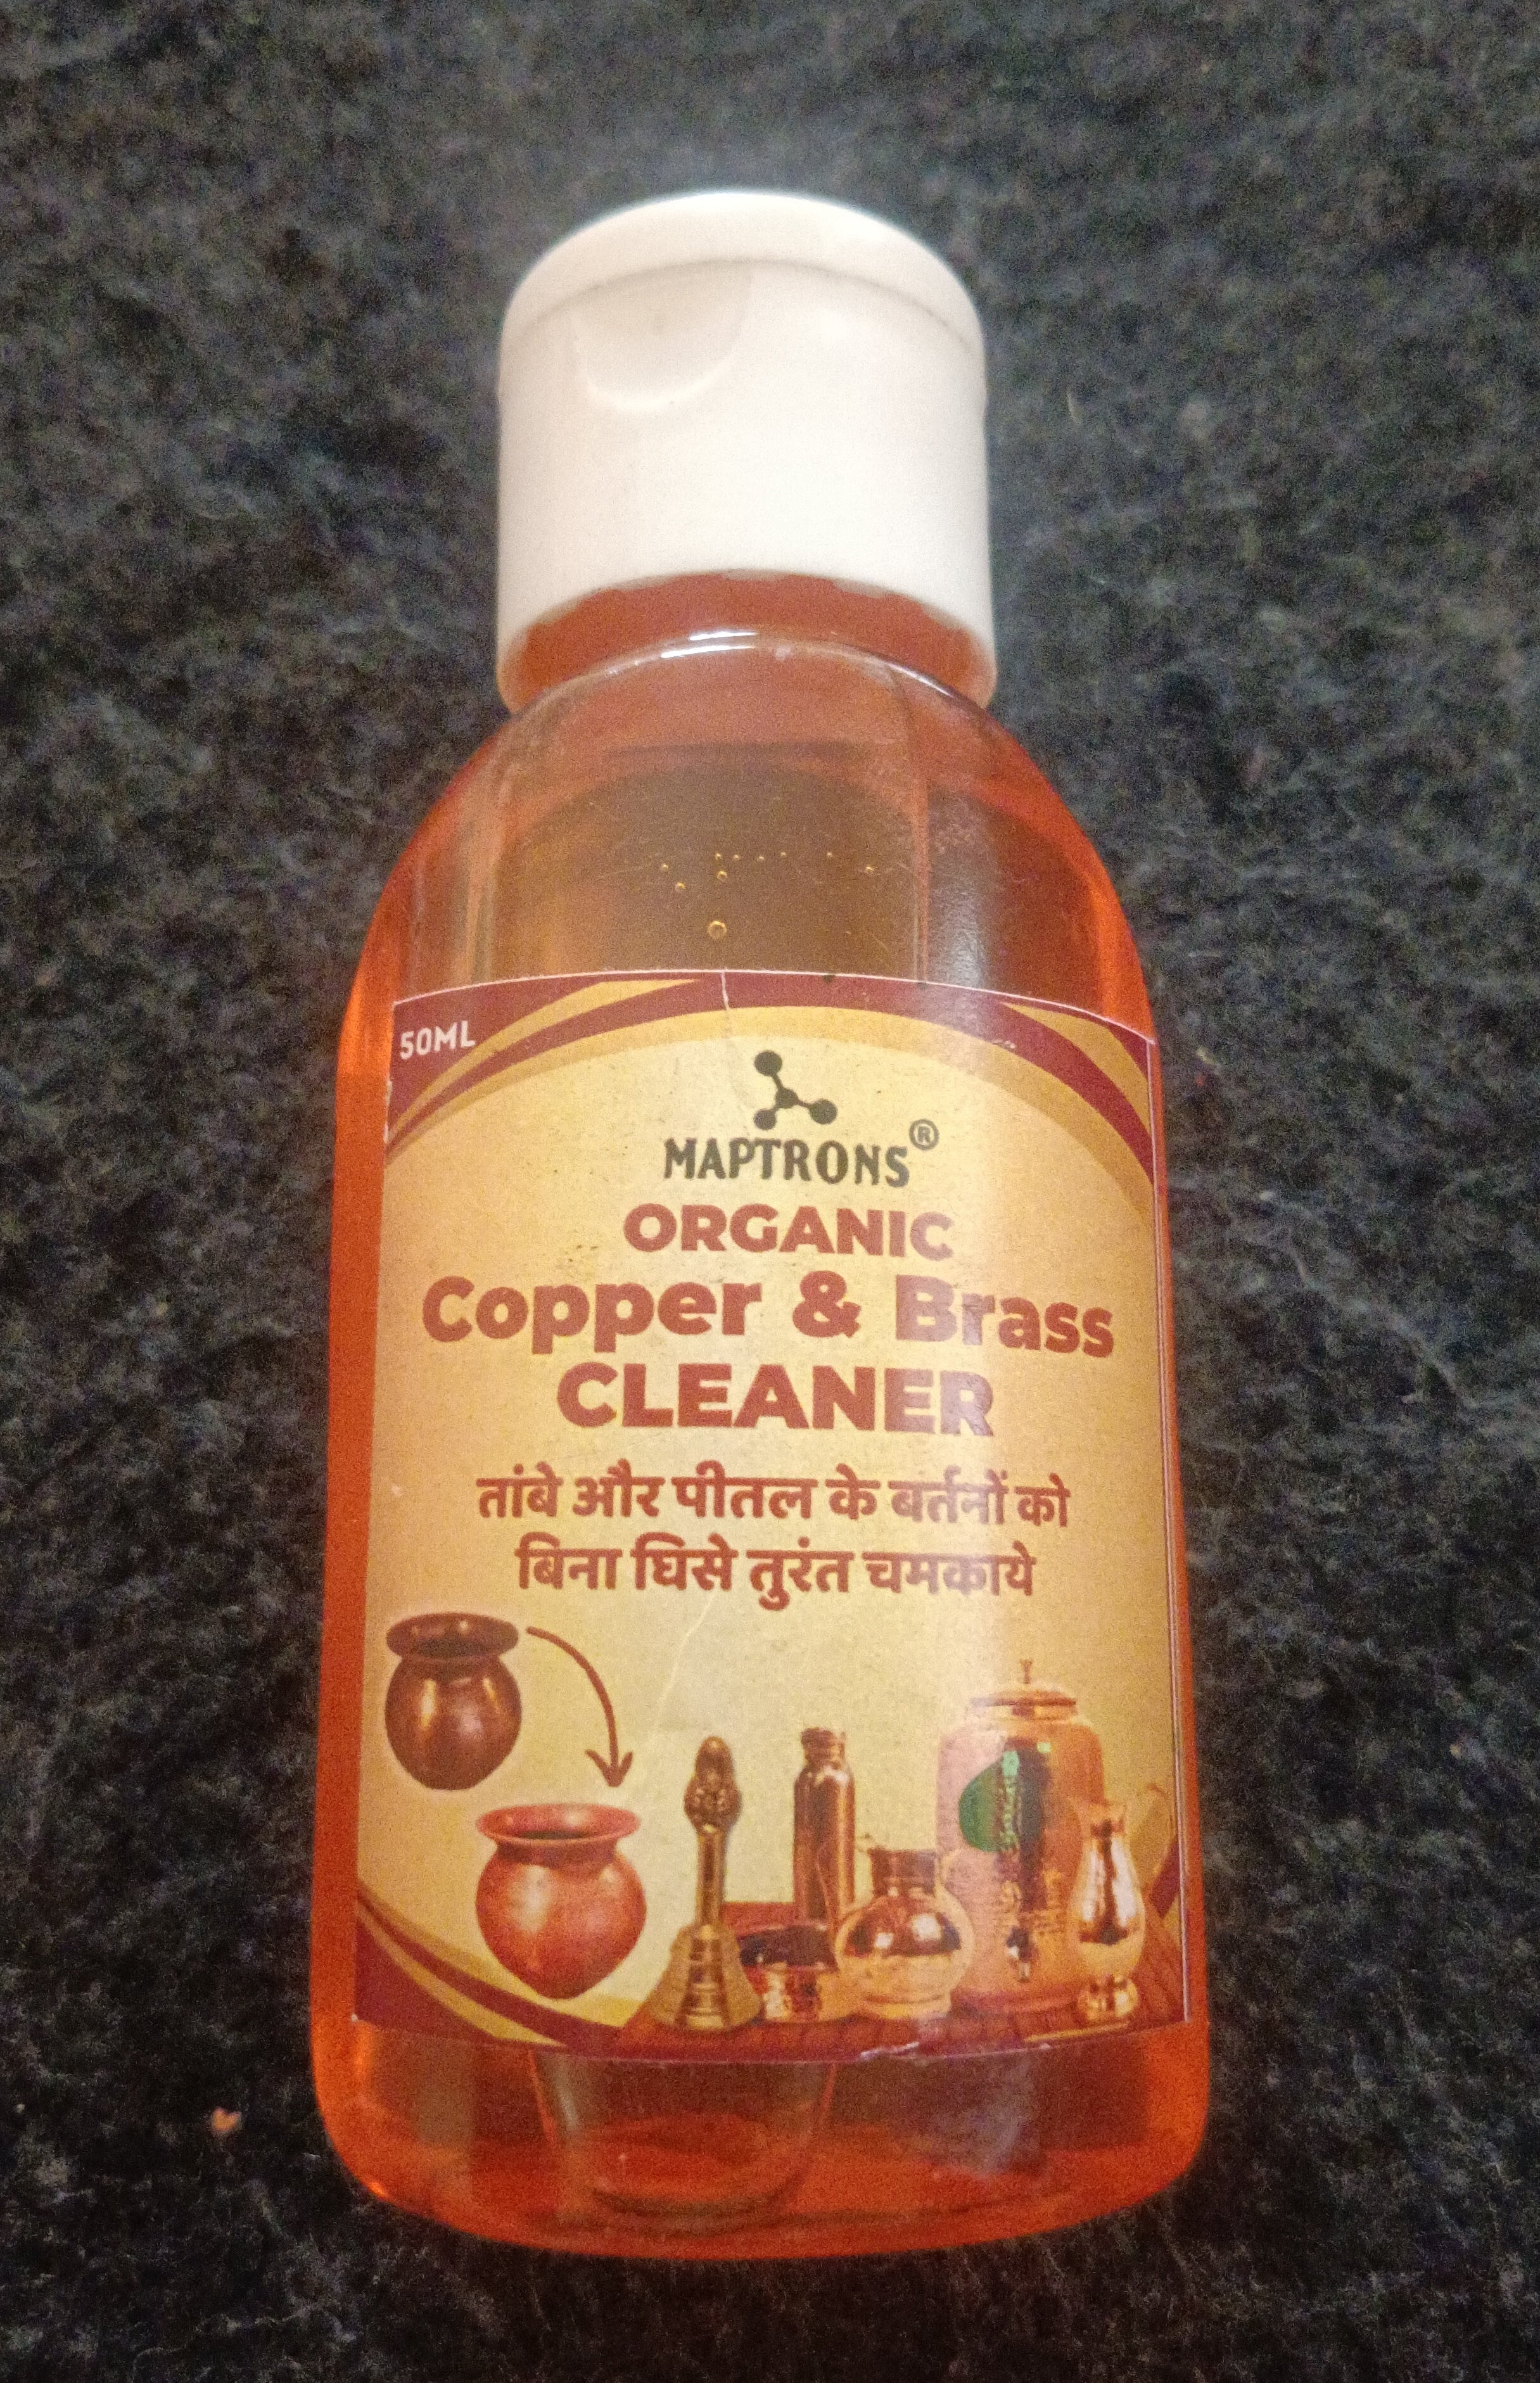 50ML
MAPTRONS®
ORGANIC
Copper & Brass
CLEANER
तांबे और पीतल के बर्तनों को
बिना घिसे तुरंत चमकाये